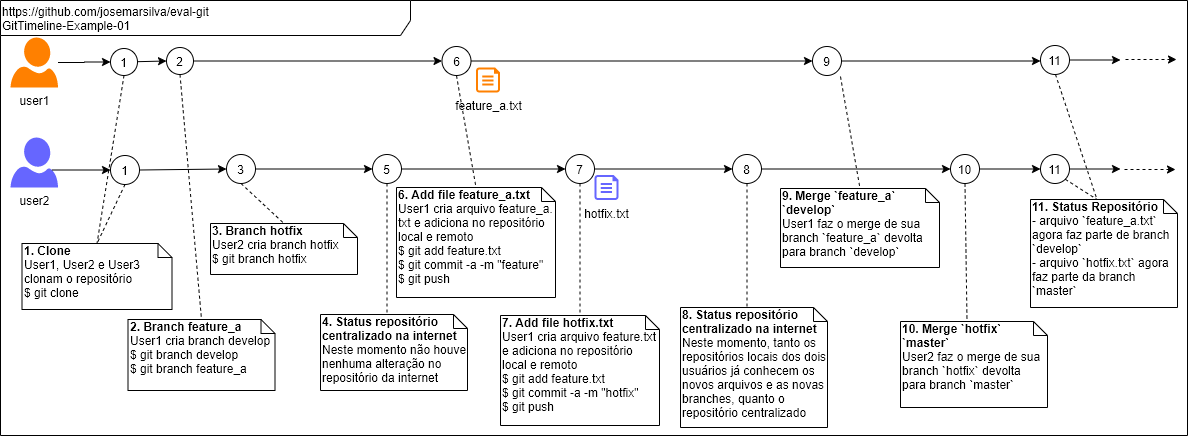 https://github.com/josemarsilva/eval-git
GitTimeline-Example-01
user1
1
2
6
9
11
feature_a.txt
user2
1
3
5
7
8
10
11
hotfix.txt
1. Clone
User1, User2 e User3
clonam o repositório
$ git clone
2. Branch feature_a
User1 cria branch develop
$ git branch develop
$ git branch feature_a
3. Branch hotfix
User2 cria branch hotfix
$ git branch hotfix
4. Status repositório
centralizado na internet
Neste momento não houve
nenhuma alteração no
repositório da internet
6. Add file feature_a.txt
User1 cria arquivo feature_a.
txt e adiciona no repositório
local e remoto
$ git add feature.txt
$ git commit -a -m "feature"
$ git push
7. Add file hotfix.txt
User1 cria arquivo feature.txt
e adiciona no repositório
local e remoto
$ git add feature.txt
$ git commit -a -m "hotfix"
$ git push
8. Status repositório
centralizado na internet
Neste momento, tanto os
repositórios locais dos dois
usuários já conhecem os
novos arquivos e as novas
branches, quanto o
repositório centralizado
9. Merge `feature_a`
`develop`
User1 faz o merge de sua
branch `feature_a` devolta
para branch `develop`
10. Merge `hotfix`
`master`
User2 faz o merge de sua
branch `hotfix` devolta
para branch `master`
11. Status Repositório
- arquivo `feature_a.txt`
agora faz parte de branch
`develop`
- arquivo `hotfix.txt` agora
faz parte da branch
`master`